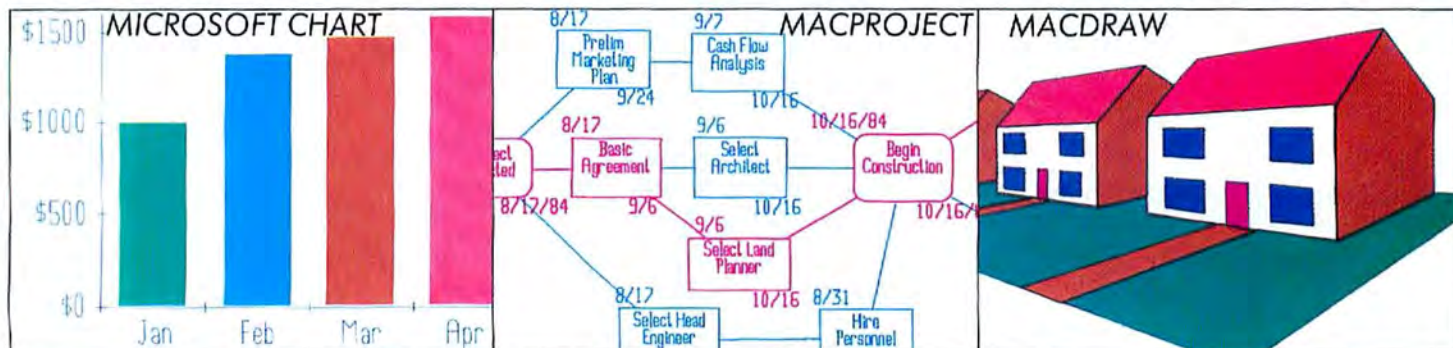 MICROSOFT CHART
$1500
$1000
$500
$0
Jan Feb Mar Apr
MACPROJECT
8/17
Prelim
Marketing
Plan
9/24
9/7
Cash Flow
Analysis
10/16
8/17
Basic
Agreement
9/6
9/6
Select
Architect
10/16
10/16/84
Begin
Construction
8/17/84
9/6
Select Land
Planner
10/16
8/17
Select Head
Engineer
8/31
Hire
Personnel
MACDRAW